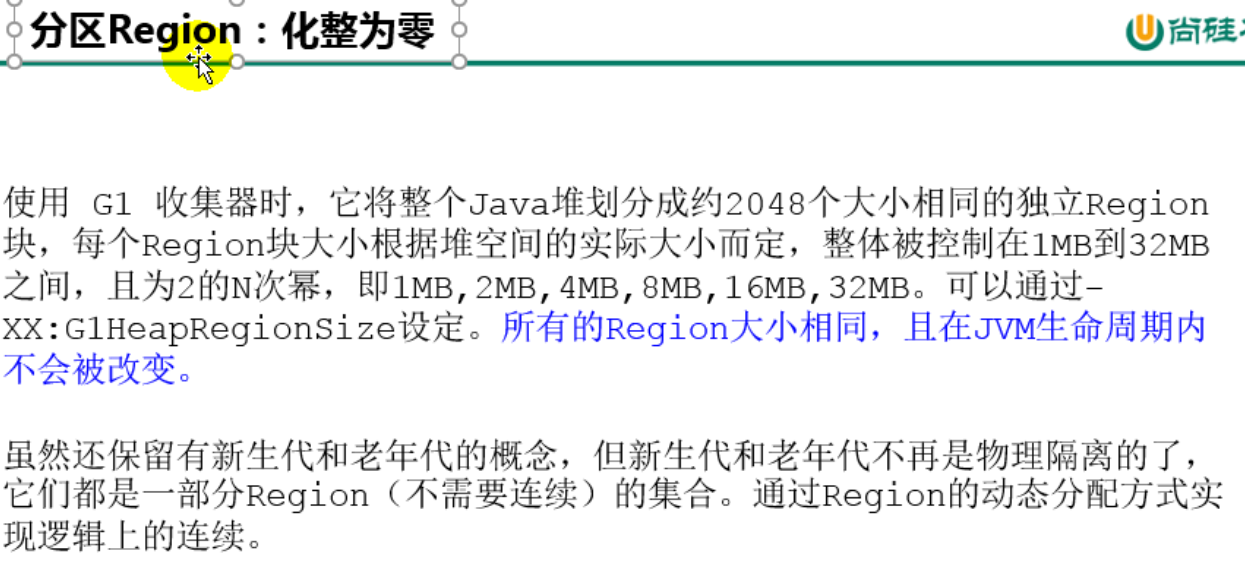 分区Region：化整为零
尚硅
使用 G1 收集器时，它将整个Java堆划分成约2048个大小相同的独立Region
块，每个Region块大小根据堆空间的实际大小而定，整体被控制在1MB到32MB
之间，且为2的N次幂，即1MB,2MB,4MB,8MB,16MB,32MB。可以通过-
XX:G1HeapRegionSize设定。所有的Region大小相同，且在JVM生命周期内
不会被改变。
虽然还保留有新生代和老年代的概念，但新生代和老年代不再是物理隔离的了，
它们都是一部分Region（不需要连续）的集合。通过Region的动态分配方式实
现逻辑上的连续。